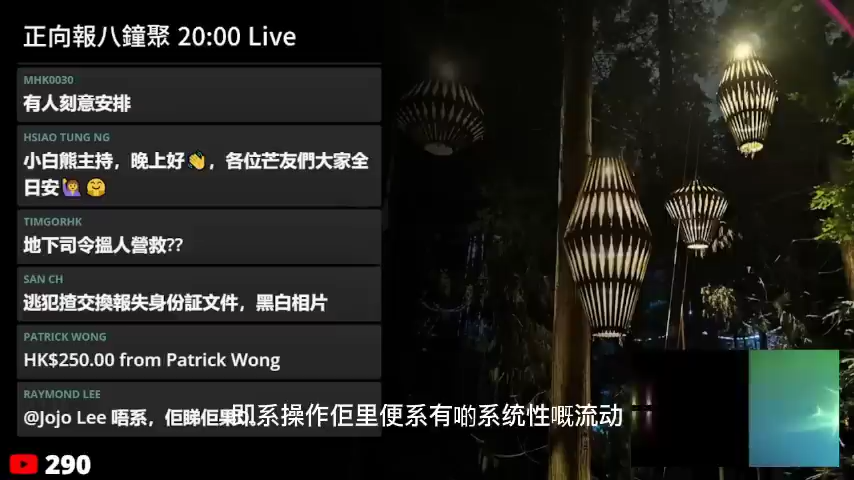 正向報八鐘聚 20:00 Live
MHK0030
有人刻意安排
HSIAO TUNG NG
小白熊主持，晚上好👋，各位芒友們大家全
日安🙋🤗
TIMGORHK
地下司令搵人營救??
SAN CH
逃犯揸交換報失身份証文件，黑白相片
PATRICK WONG
HK$250.00 from Patrick Wong
RAYMOND LEE
@Jojo Lee 唔系，佢睇佢果
即系操作佢里便系有啲系统性嘅流动
290